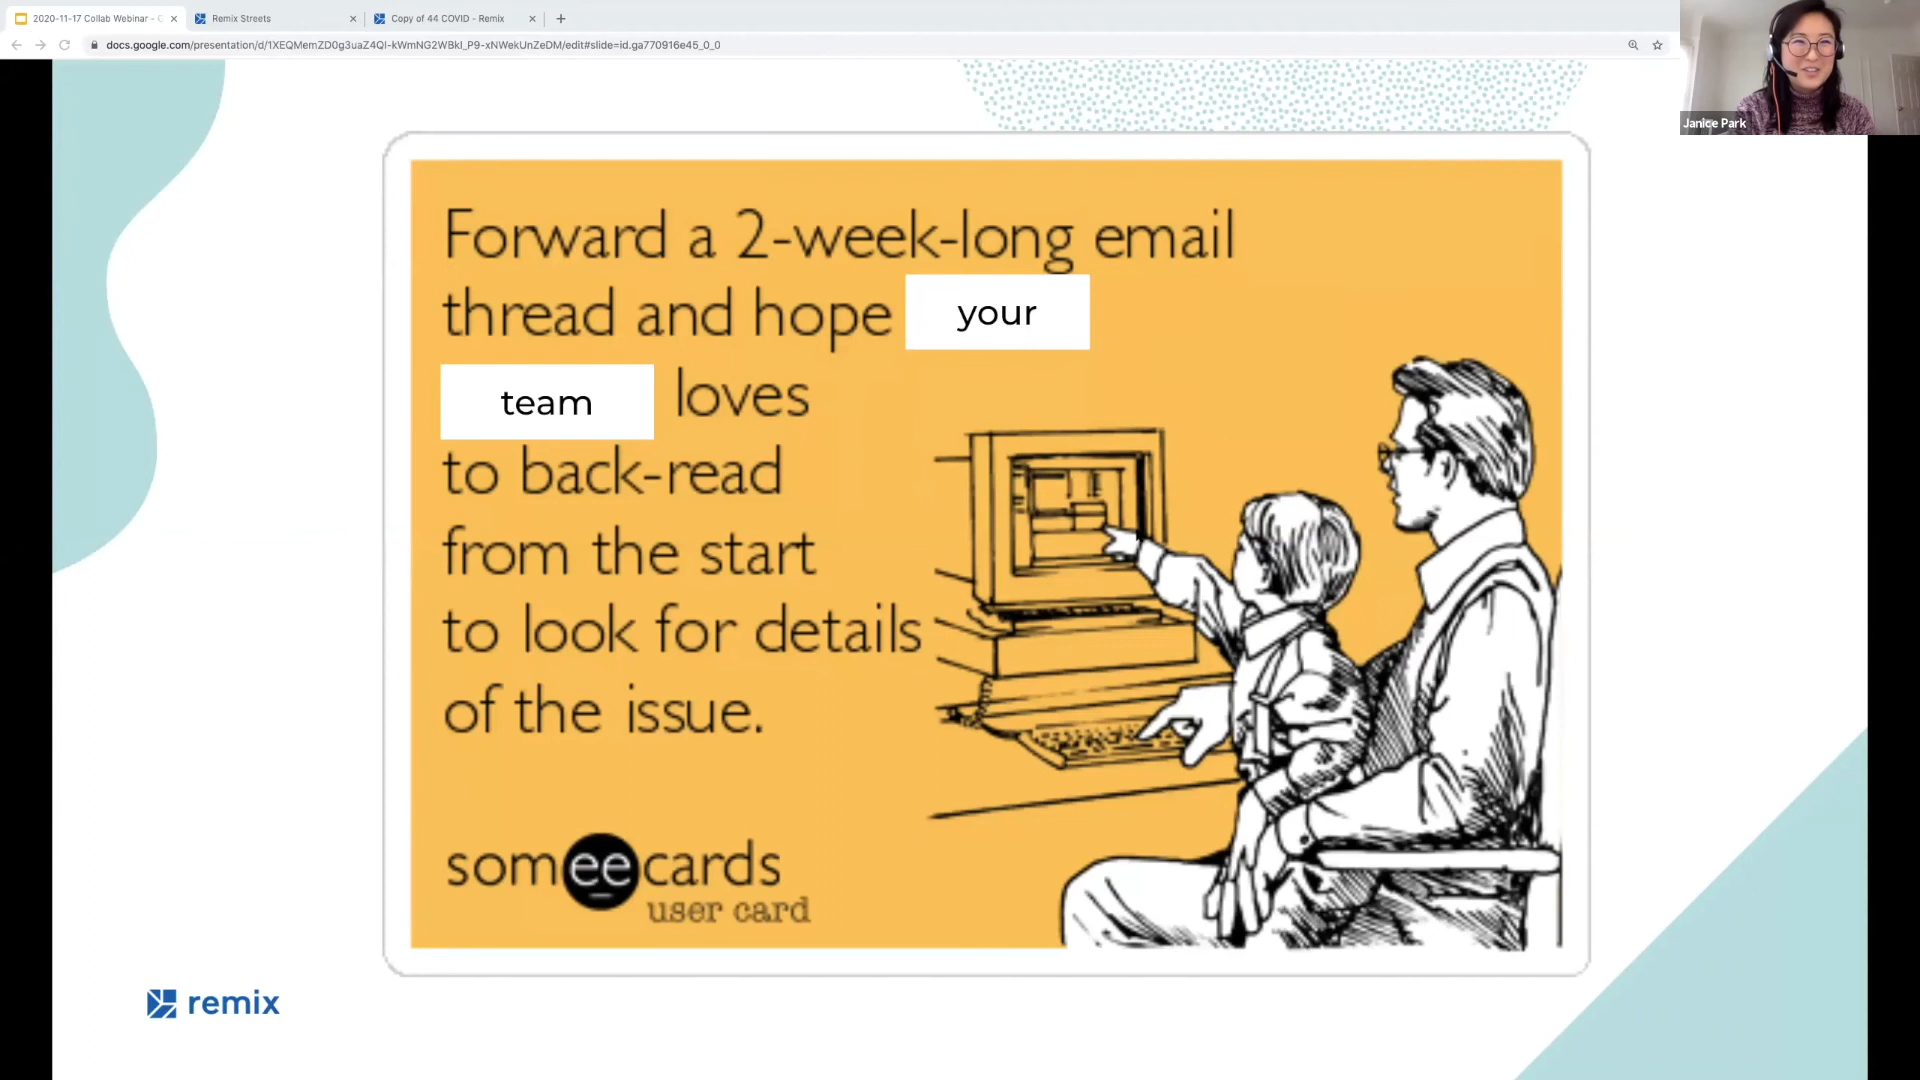 2020-11-17 Collab Webinar -
Remix Streets
Copy of 44 COVID - Remix
docs.google.com/presentation/d/1XEQMemZD0g3uaZ4QI-kWmNG2WBkI_P9-xNWekUnZeDM/edit#slide=id.ga770916e45_0_0
Janice Park
Forward a 2-week-long email
thread and hope your
team loves
to back-read
from the start
to look for details
of the issue.
someecards
user card
remix